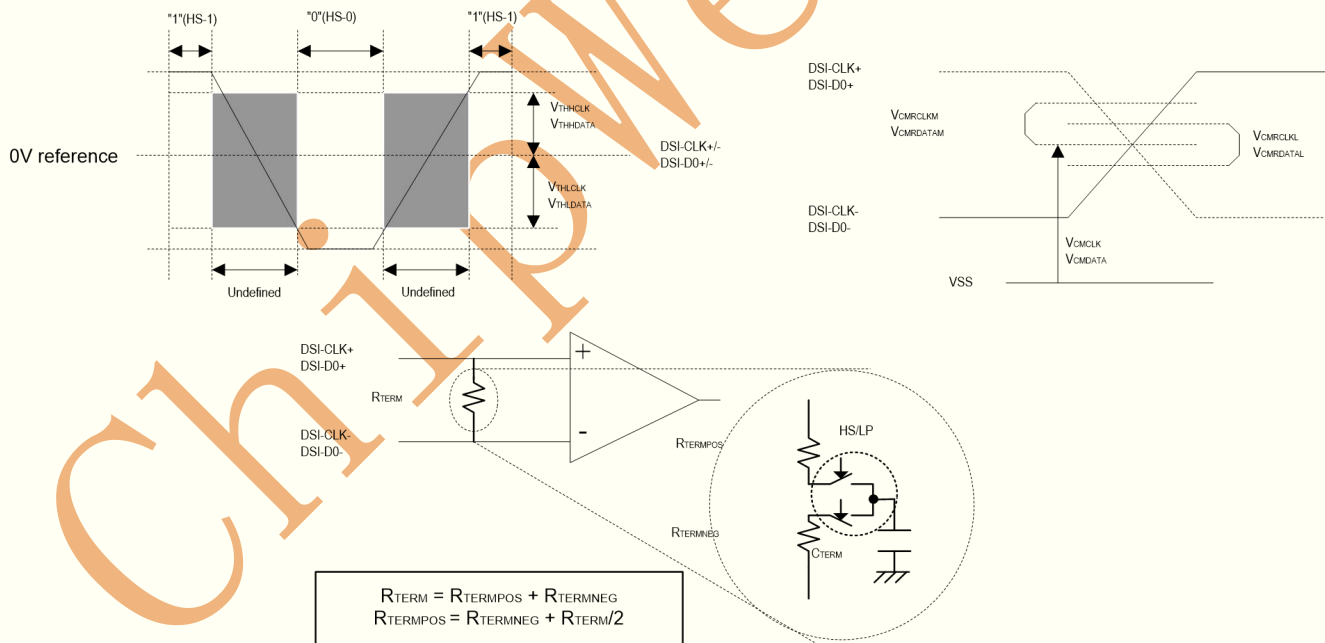 "1"(HS-1) "0"(HS-0) "1"(HS-1)
0V reference
VTHHCLK
VTHHDATA
DSI-CLK+/-
DSI-D0+/-
VTHLCLK
VTHLDATA
Undefined Undefined
DSI-CLK+
DSI-D0+
VCMRCLKM
VCMRDATAM
VCMRCLKL
VCMRDATAL
DSI-CLK-
DSI-D0-
VCMCLK
VCMDATA
VSS
DSI-CLK+
DSI-D0+
RTERM
DSI-CLK-
DSI-D0-
+
-
RTERMPOS
HS/LP
RTERMNEG
CTERM
RTERM = RTERMPOS + RTERMNEG
RTERMPOS = RTERMNEG + RTERM/2